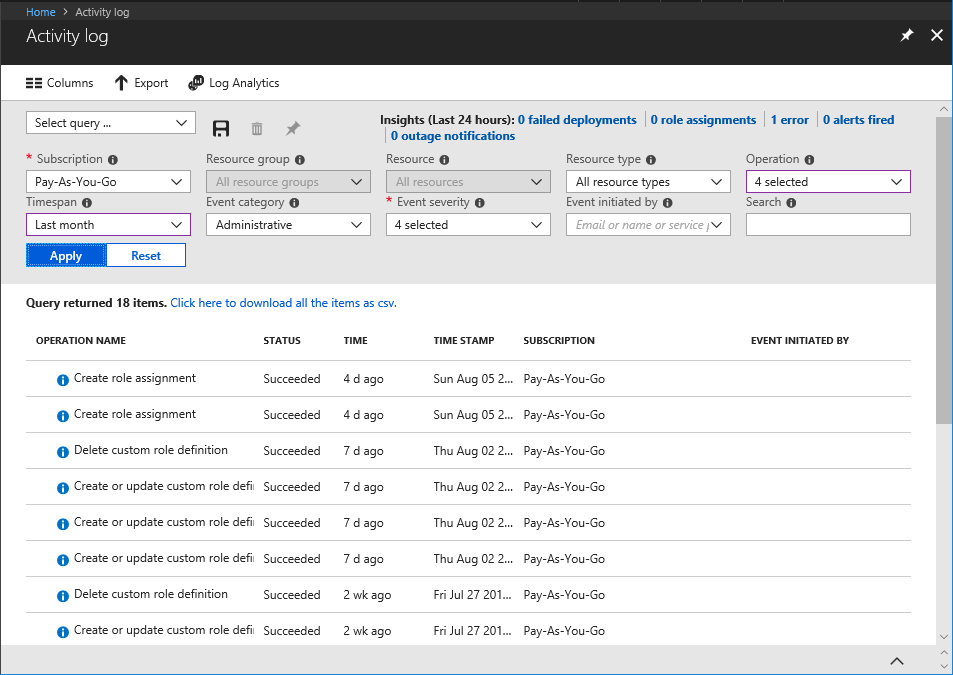 Home > Activity log
Activity log
Columns Export Log Analytics
Select query ...
Insights (Last 24 hours): 0 failed deployments | 0 role assignments | 1 error | 0 alerts fired
| 0 outage notifications
* Subscription Resource group Resource Resource type Operation
Pay-As-You-Go All resource groups All resources All resource types 4 selected
Timespan Event category * Event severity Event initiated by Search
Last month Administrative 4 selected Email or name or service p
Apply Reset
Query returned 18 items. Click here to download all the items as csv.
OPERATION NAME STATUS TIME TIME STAMP SUBSCRIPTION EVENT INITIATED BY
Create role assignment Succeeded 4 d ago Sun Aug 05 2... Pay-As-You-Go
Create role assignment Succeeded 4 d ago Sun Aug 05 2... Pay-As-You-Go
Delete custom role definition Succeeded 7 d ago Thu Aug 02 2... Pay-As-You-Go
Create or update custom role defi Succeeded 7 d ago Thu Aug 02 2... Pay-As-You-Go
Create or update custom role defi Succeeded 7 d ago Thu Aug 02 2... Pay-As-You-Go
Create or update custom role defi Succeeded 7 d ago Thu Aug 02 2... Pay-As-You-Go
Delete custom role definition Succeeded 2 wk ago Fri Jul 27 201... Pay-As-You-Go
Create or update custom role defi Succeeded 2 wk ago Fri Jul 27 201... Pay-As-You-Go